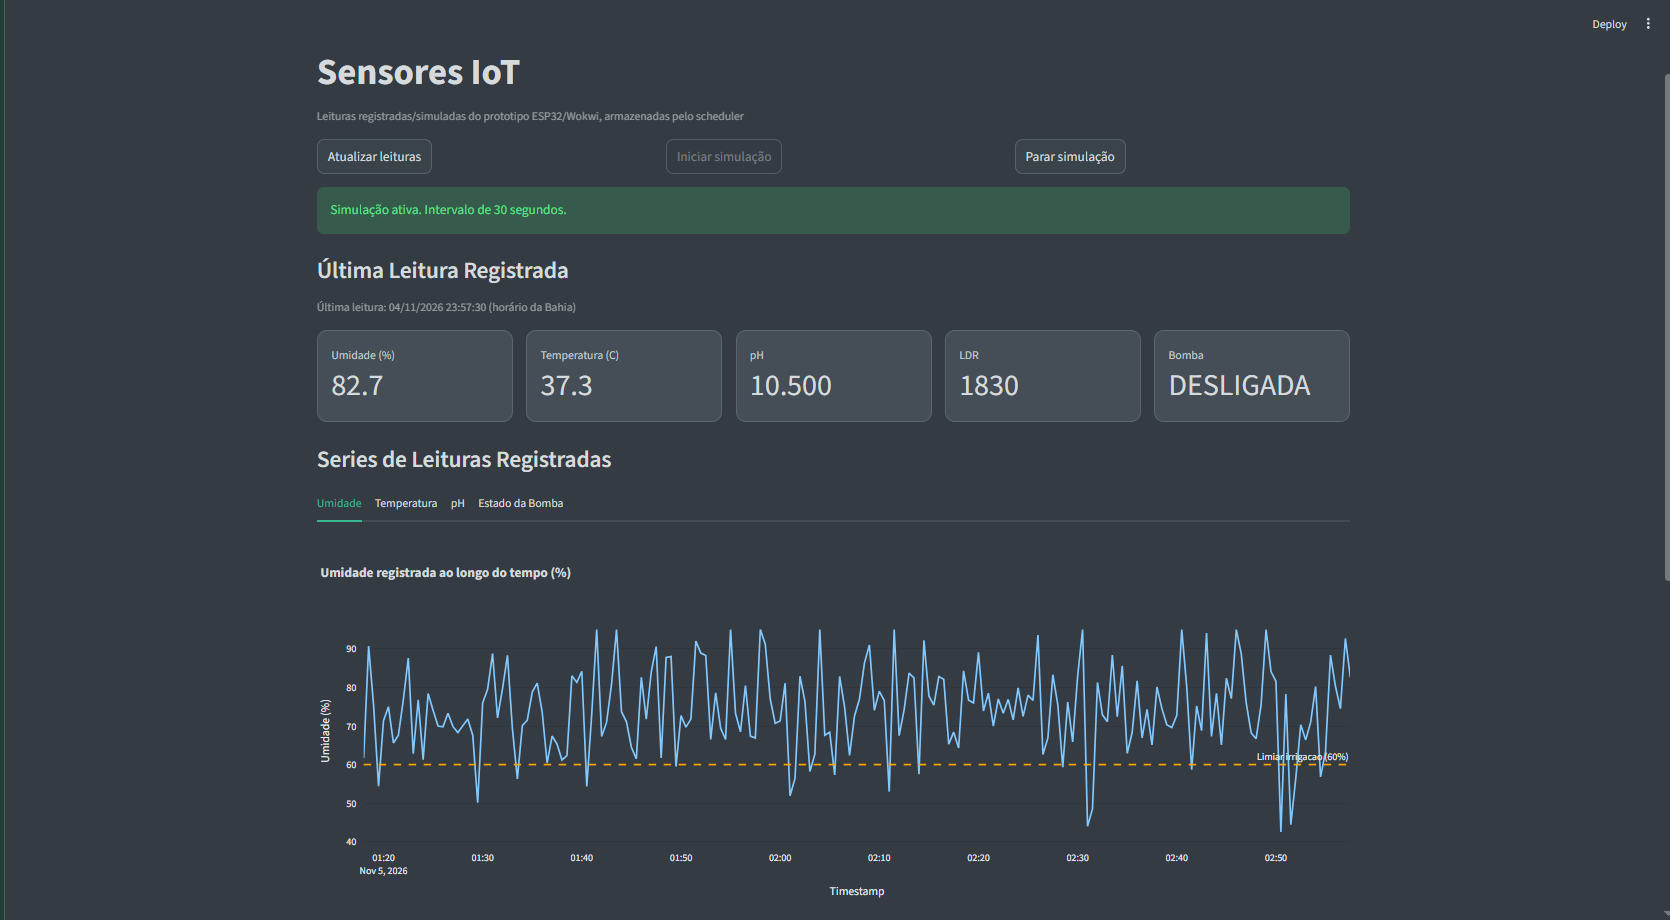 Deploy
Sensores IoT
Leituras registradas/simuladas do prototipo ESP32/Wokwi, armazenadas pelo scheduler
Atualizar leituras
Iniciar simulação
Parar simulação
Simulação ativa. Intervalo de 30 segundos.
Última Leitura Registrada
Última leitura: 04/11/2026 23:57:30 (horário da Bahia)
Umidade (%)
82.7
Temperatura (C)
37.3
pH
10.500
LDR
1830
Bomba
DESLIGADA
Series de Leituras Registradas
Umidade Temperatura pH Estado da Bomba
Umidade registrada ao longo do tempo (%)
Umidade (%)
90
80
70
60
50
40
Limiar irrigacao (60%)
01:20 01:30 01:40 01:50 02:00 02:10 02:20 02:30 02:40 02:50
Nov 5, 2026
Timestamp